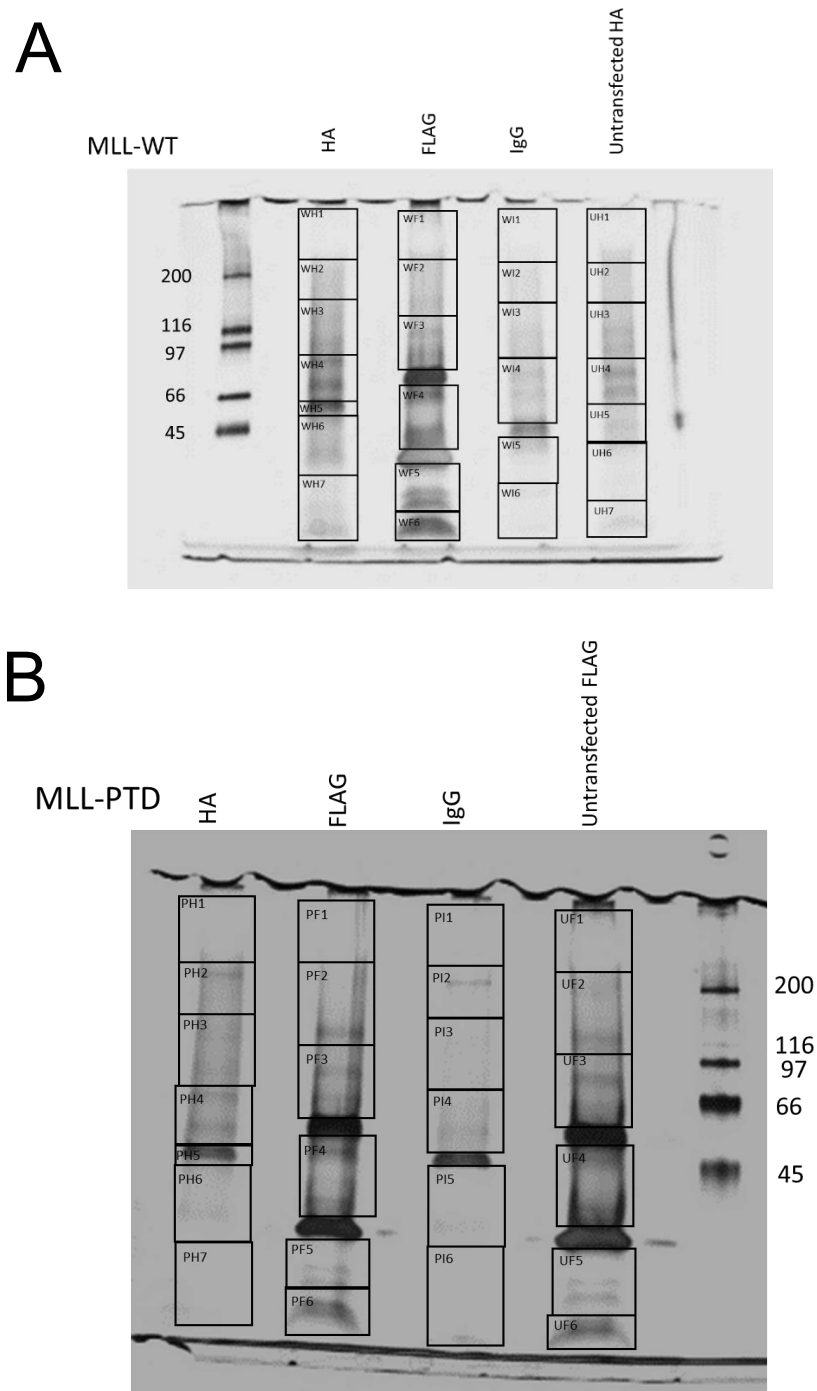 A
MLL-WT
HA
FLAG
IgG
Untransfected HA
WH1
WF1
WI1
UH1
WH2
WF2
WI2
UH2
WH3
WF3
WI3
UH3
WH4
WF4
WI4
UH4
WH5
WH6
WF5
WI5
UH5
UH6
WH7
WF6
WI6
UH7
200
116
97
66
45
B
MLL-PTD
HA
FLAG
IgG
Untransfected FLAG
PH1
PF1
PI1
UF1
PH2
PF2
PI2
UF2
PH3
PF3
PI3
UF3
PH4
PF4
PI4
UF4
PH5
PH6
PI5
PH7
PF5
PI6
UF5
PF6
UF6
200
116
97
66
45